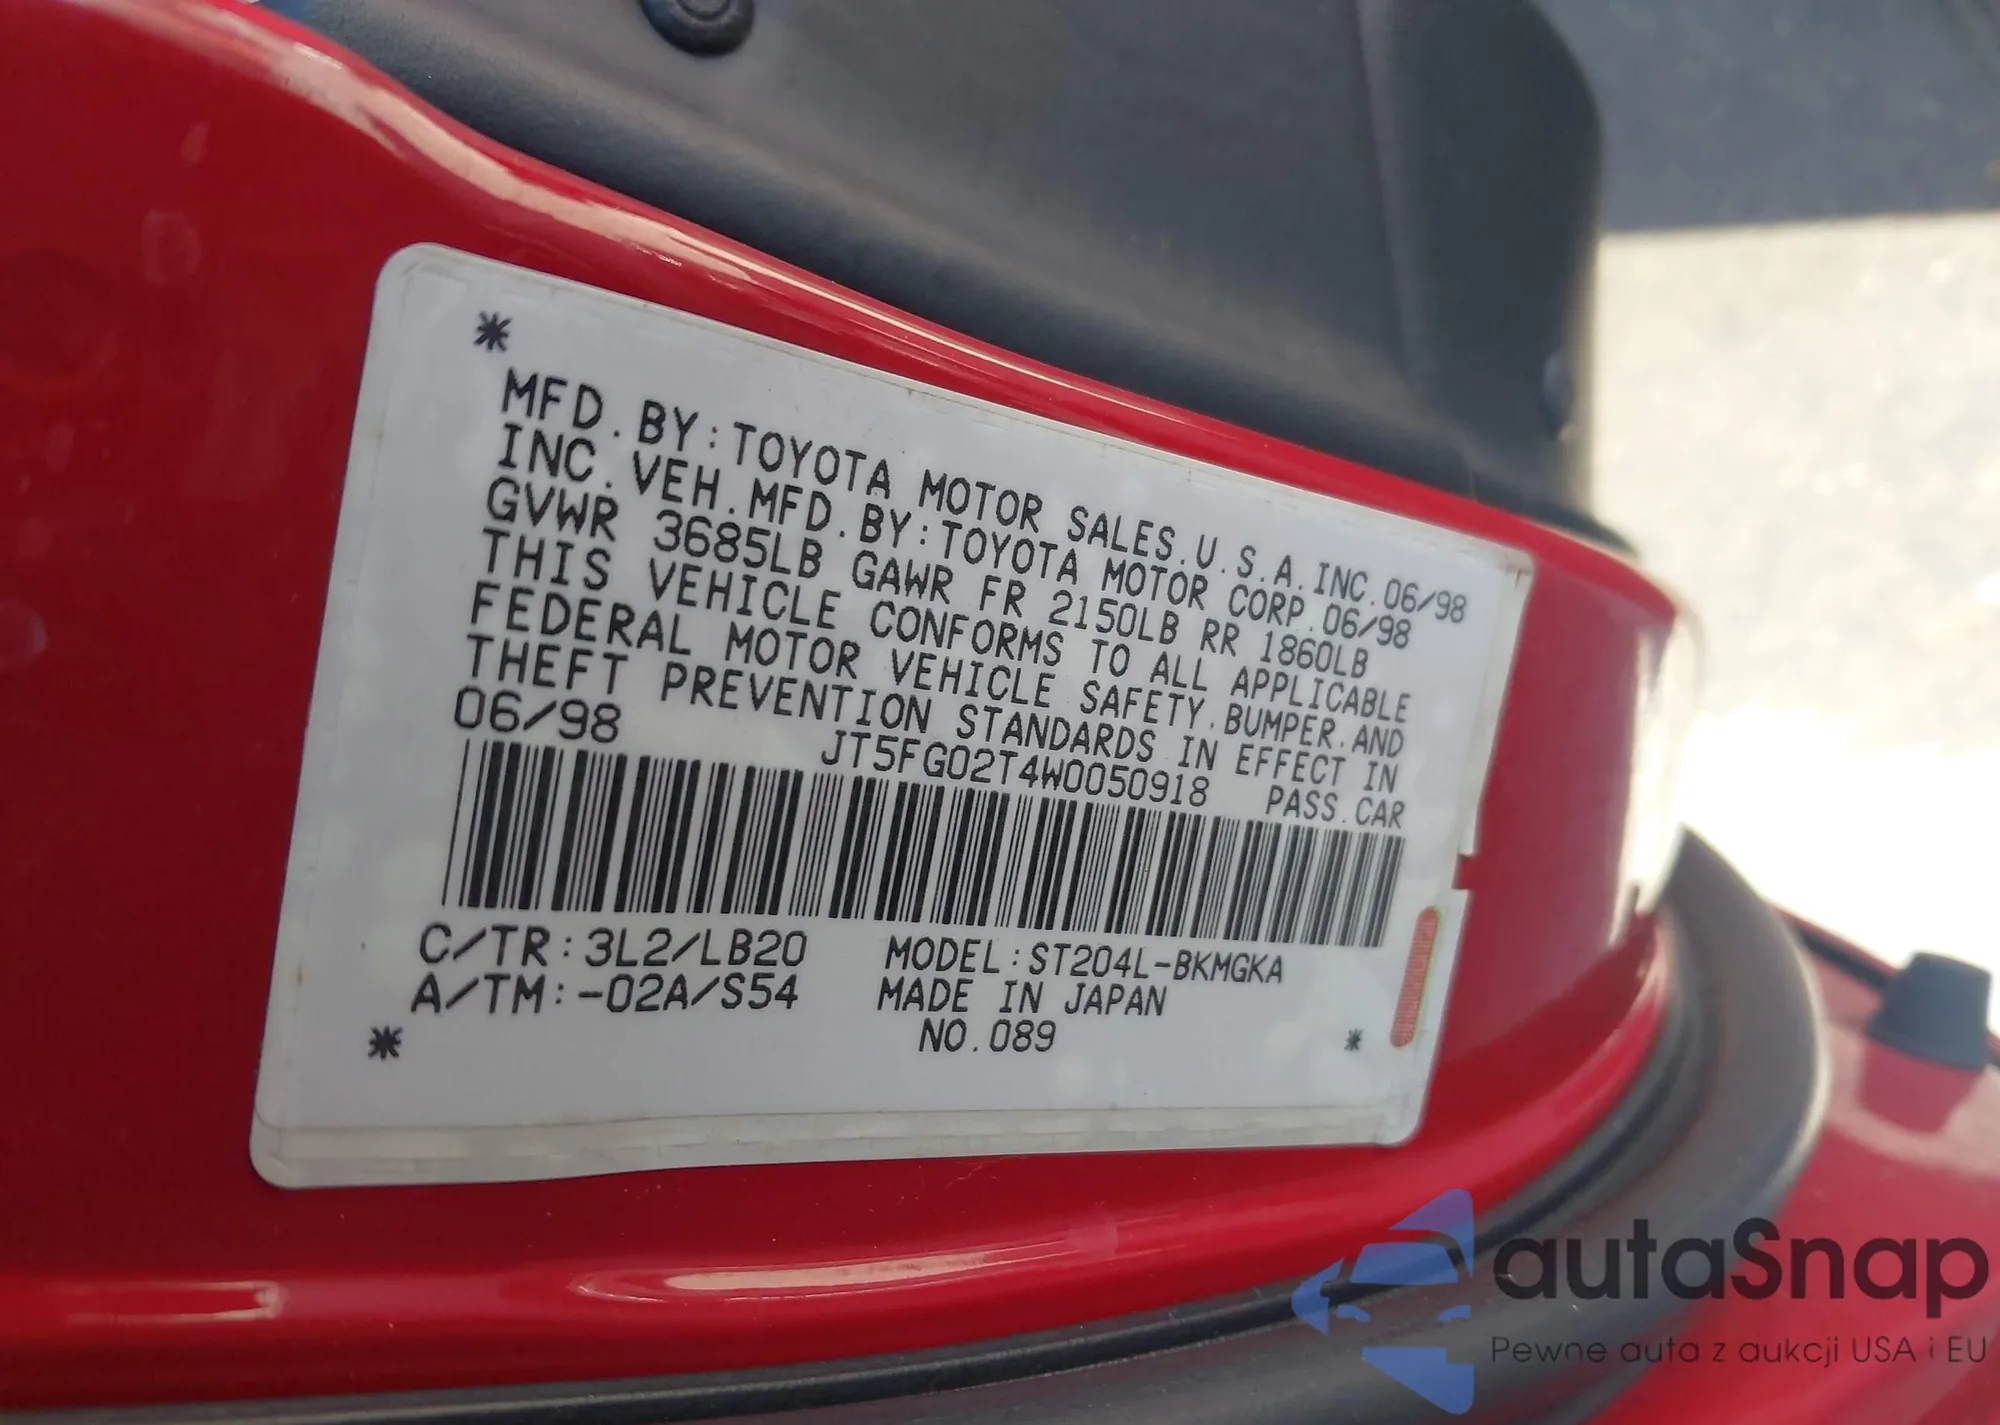 *
MFD.BY:TOYOTA MOTOR SALES.U.S.A.INC.06/98
INC.VEH.MFD.BY:TOYOTA MOTOR CORP.06/98
GVWR 3685LB GAWR FR 2150LB RR 1860LB
THIS VEHICLE CONFORMS TO ALL APPLICABLE
FEDERAL MOTOR VEHICLE SAFETY.BUMPER.AND
THEFT PREVENTION STANDARDS IN EFFECT IN
06/98 JT5FG02T4W0050918 PASS.CAR
C/TR:3L2/LB20 MODEL:ST204L-BKMGKA
A/TM:-02A/S54 MADE IN JAPAN
* NO.089 *
autaSnap
Pewne auta z aukcji USA i EU